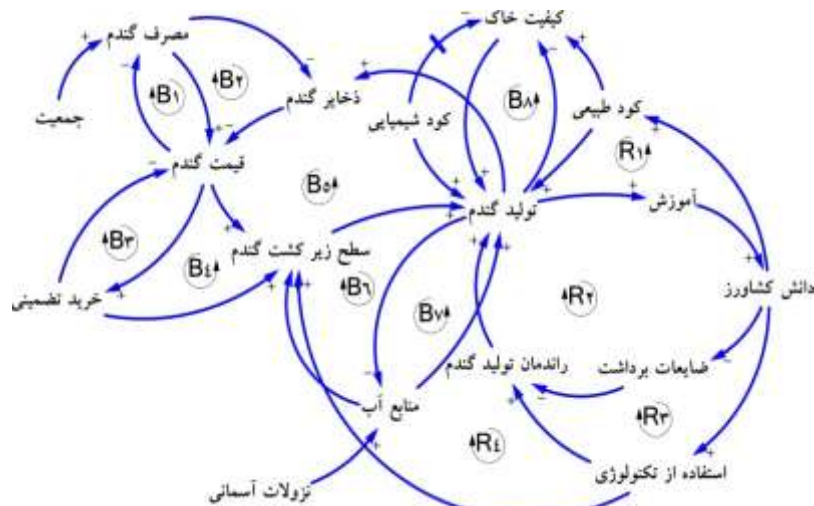 کیفیت خاک
مصرف گندم
B۱
B۲
ذخایر گندم
B۸
کود طبیعی
جمعیت
کود شیمیایی
R۱
قیمت گندم
B۵
تولید گندم
آموزش
B۳
سطح زیر کشت گندم
B۴
B۶
R۲
دانش کشاورز
خرید تضمینی
B۷
راندمان تولید گندم
ضایعات برداشت
منابع آب
R۳
R٤
استفاده از تکنولوژی
نزولات آسمانی